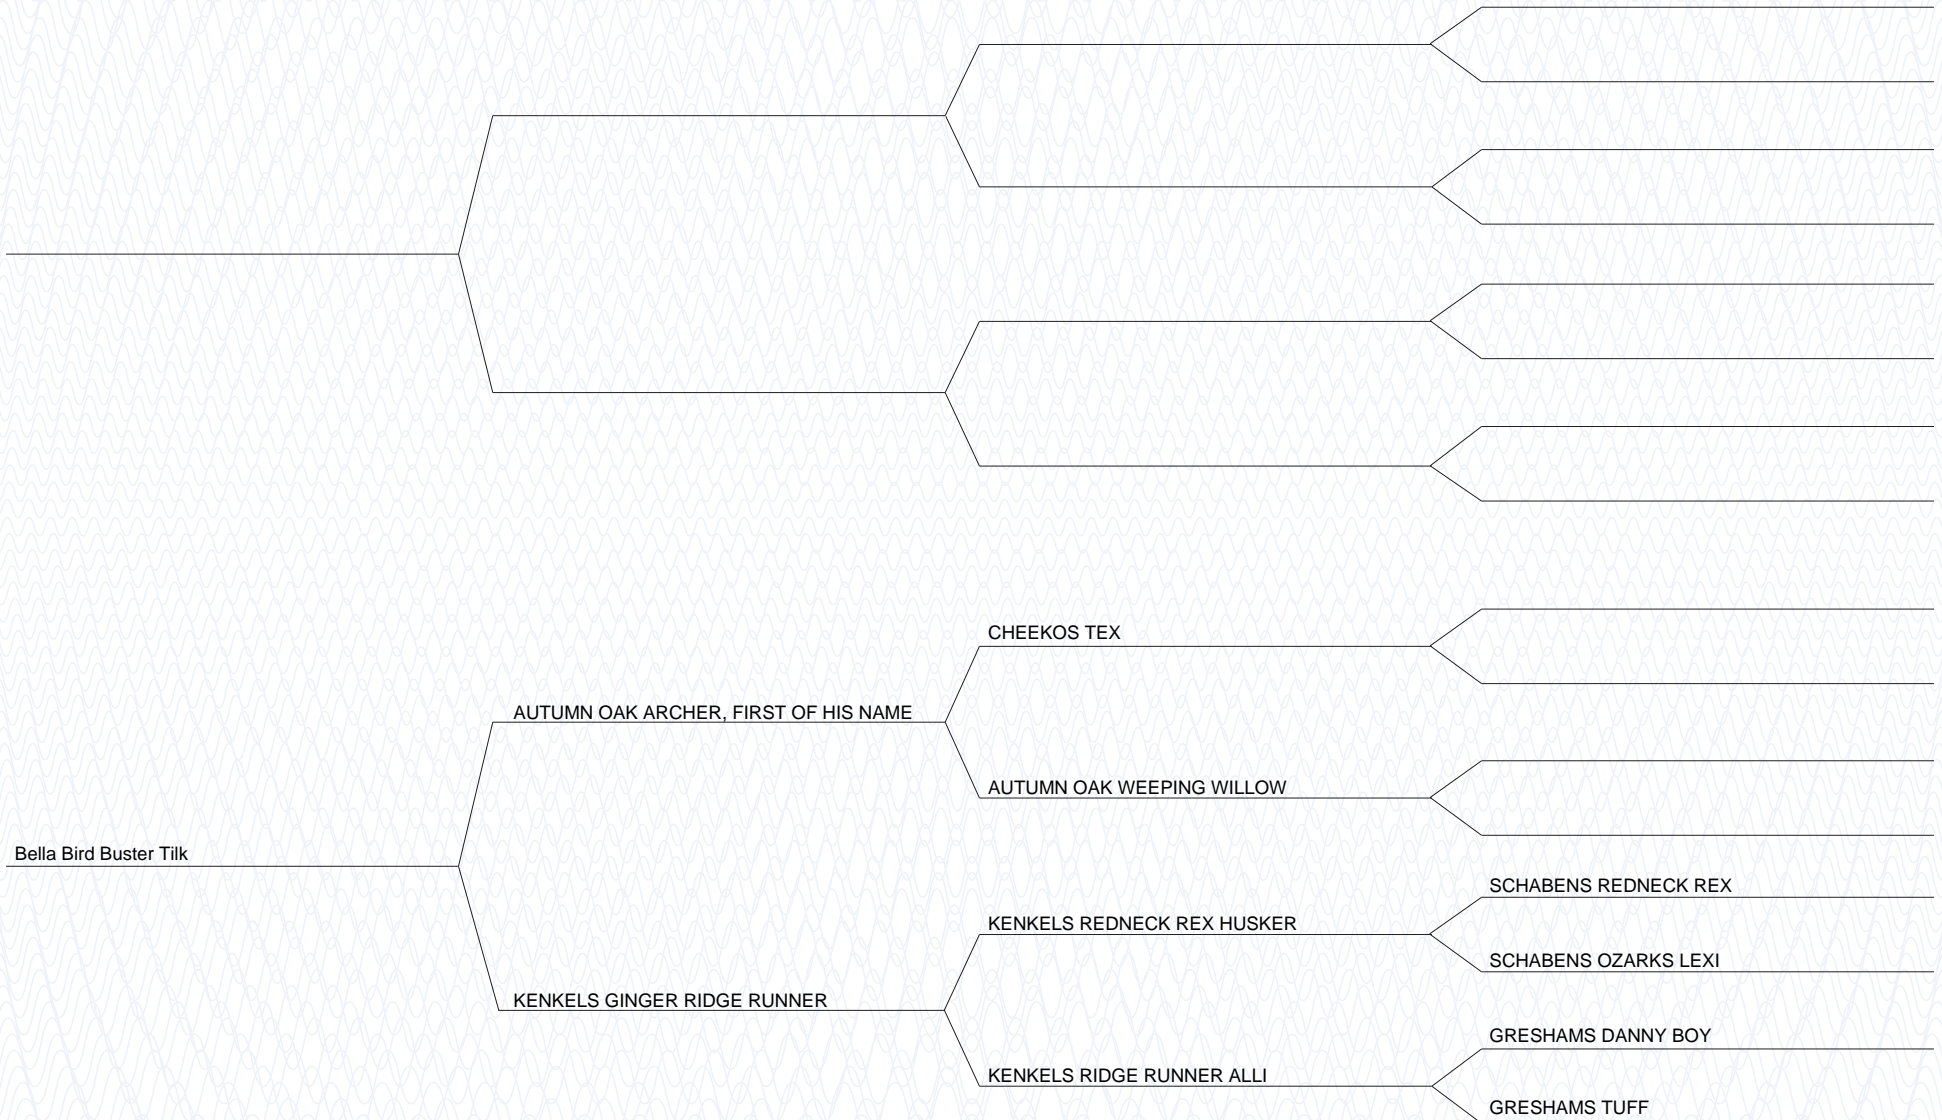 CHEEKOS TEX
AUTUMN OAK ARCHER, FIRST OF HIS NAME
AUTUMN OAK WEEPING WILLOW
Bella Bird Buster Tilk
SCHABENS REDNECK REX
KENKELS REDNECK REX HUSKER
SCHABENS OZARKS LEXI
KENKELS GINGER RIDGE RUNNER
GRESHAMS DANNY BOY
KENKELS RIDGE RUNNER ALLI
GRESHAMS TUFF